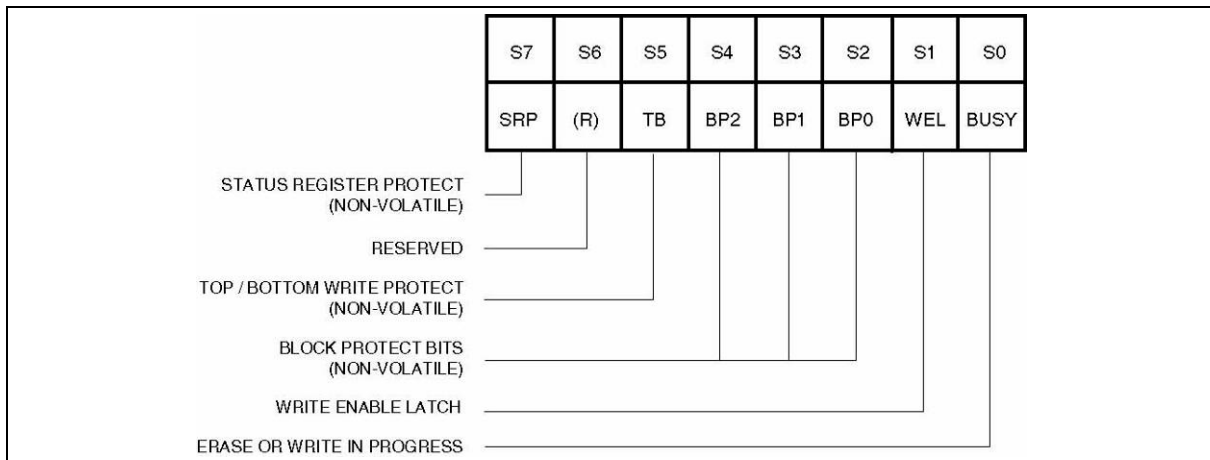 S7 S6 S5 S4 S3 S2 S1 S0
SRP (R) TB BP2 BP1 BP0 WEL BUSY
STATUS REGISTER PROTECT
(NON-VOLATILE)
RESERVED
TOP / BOTTOM WRITE PROTECT
(NON-VOLATILE)
BLOCK PROTECT BITS
(NON-VOLATILE)
WRITE ENABLE LATCH
ERASE OR WRITE IN PROGRESS